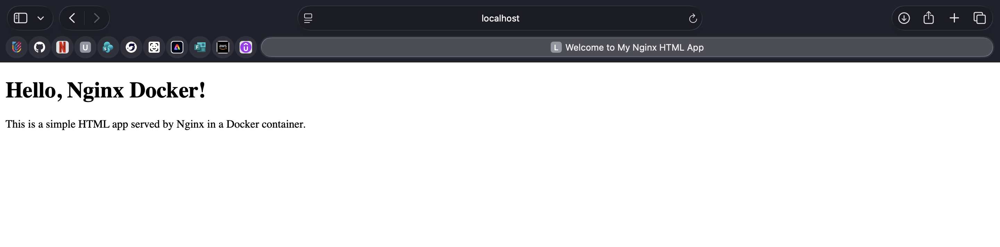 localhost
N
U
S
F
aws
L Welcome to My Nginx HTML App
Hello, Nginx Docker!
This is a simple HTML app served by Nginx in a Docker container.